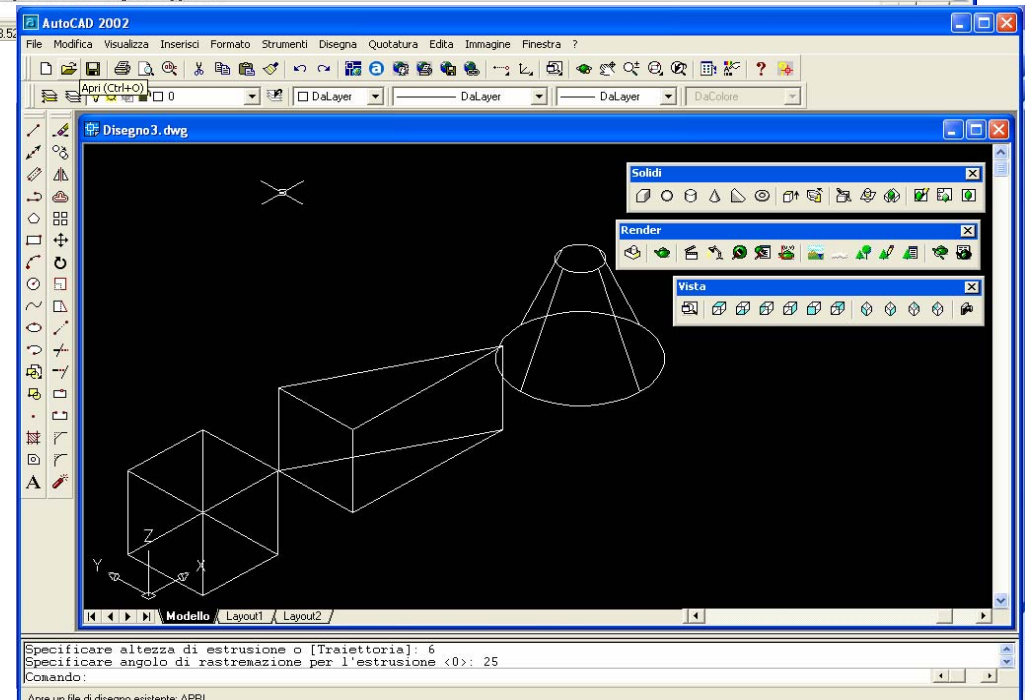 AutoCAD 2002
File Modifica Visualizza Inserisci Formato Strumenti Disegna Quotatura Edita Immagine Finestra ?
Apri (Ctrl+O)
0 DaLayer DaLayer DaLayer DaColore
Disegno3.dwg
Solidi
Render
Vista
Z
Y X
Modello Layout1 Layout2
Specificare altezza di estrusione o [Traiettoria]: 6
Specificare angolo di rastremazione per l'estrusione <0>: 25
Comando:
Apre un file di disegno esistente: APRI